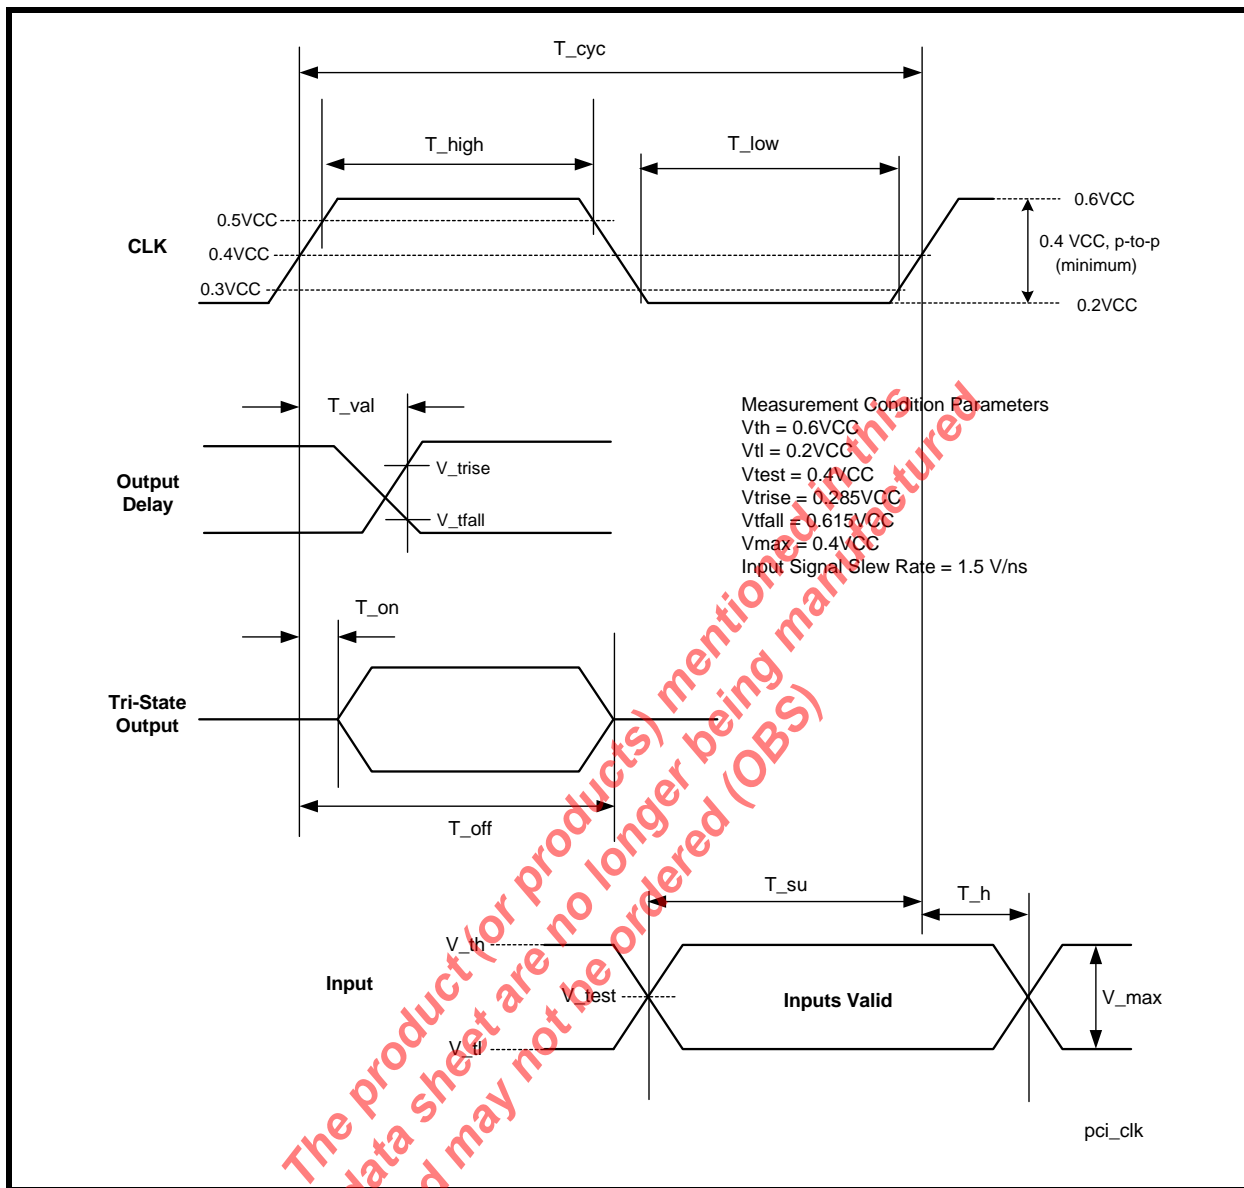 T_cyc
T_high
T_low
0.5VCC
0.6VCC
CLK
0.4VCC
0.4 VCC, p-to-p
(minimum)
0.3VCC
0.2VCC
T_val
Measurement Condition Parameters
Vth = 0.6VCC
Vtl = 0.2VCC
Vtest = 0.4VCC
Vtrise = 0.285VCC
Vtfall = 0.615VCC
Vmax = 0.4VCC
Input Signal Slew Rate = 1.5 V/ns
V_trise
Output
Delay
V_tfall
T_on
Tri-State
Output
T_off
T_su
T_h
V_th
Input
V_test
Inputs Valid
V_max
V_tl
pci_clk
The product (or products) mentioned in this
data sheet are no longer being manufactured
d may not be ordered (OBS)